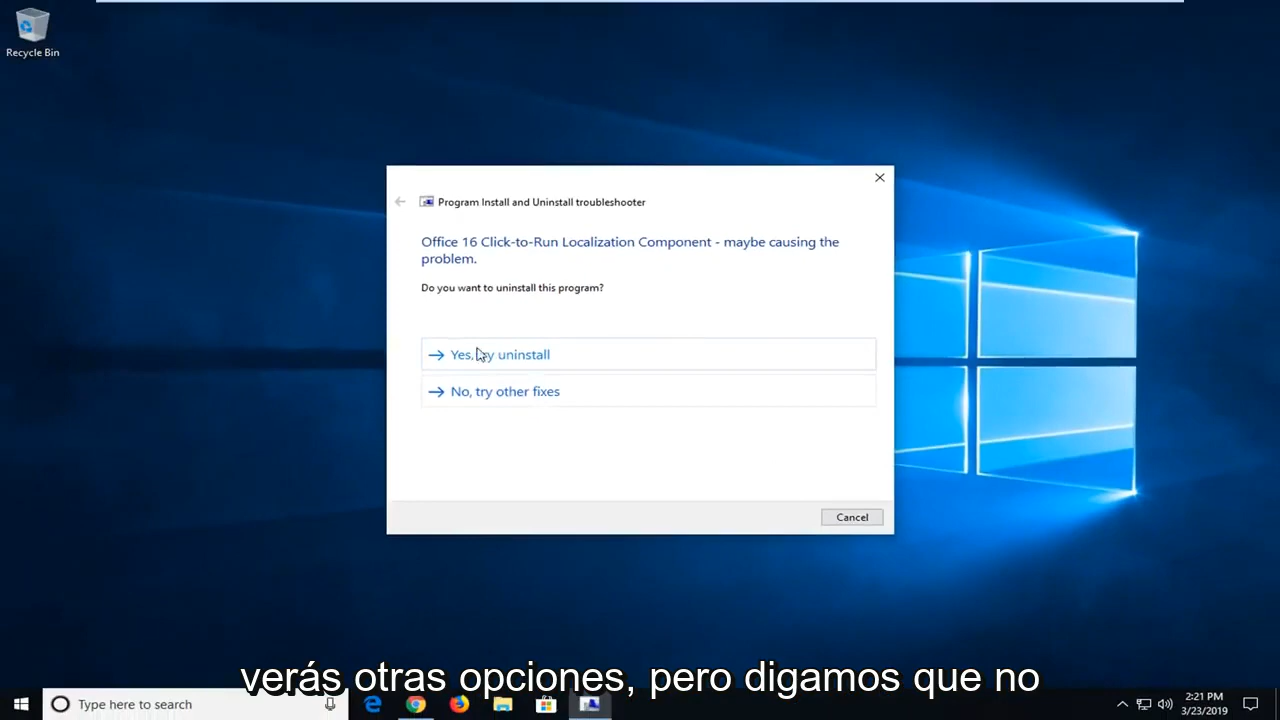 Recycle Bin
Program Install and Uninstall troubleshooter
Office 16 Click-to-Run Localization Component - maybe causing the
problem.
Do you want to uninstall this program?
Yes, try uninstall
No, try other fixes
Cancel
verás otras opciones, pero digamos que no
Type here to search
2:21 PM
3/23/2019